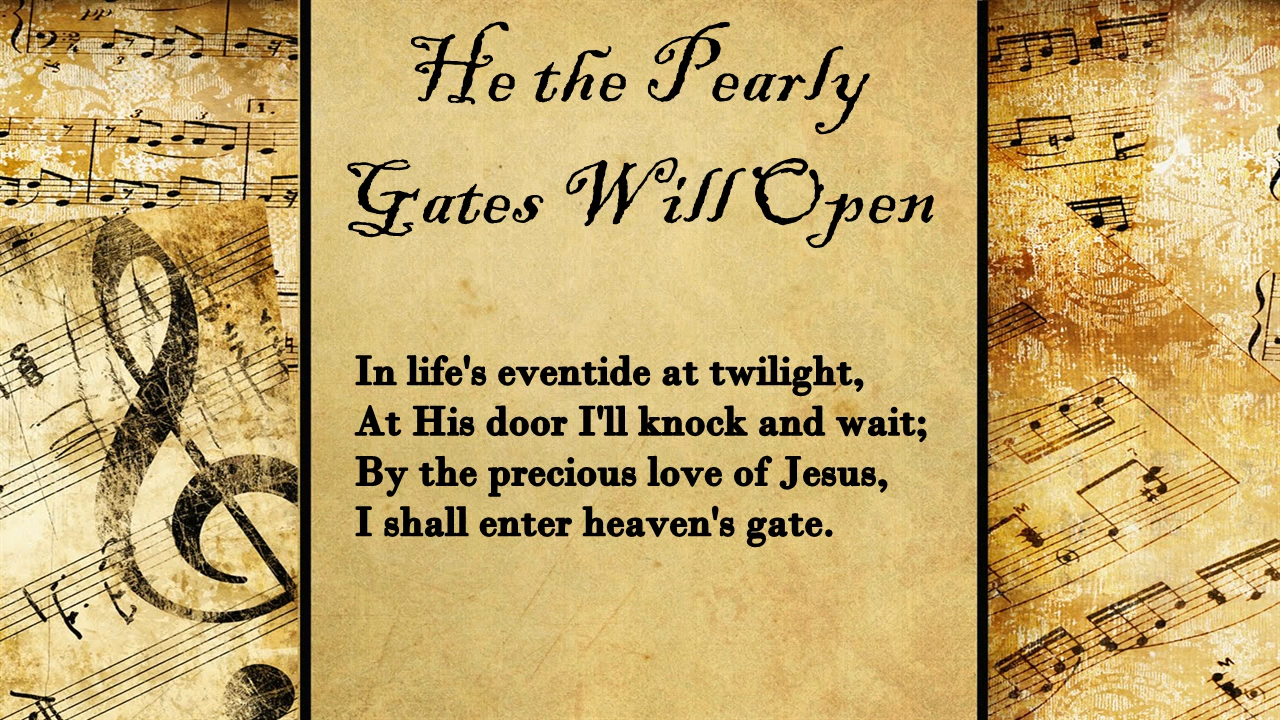 He the Pearly
Gates Will Open
In life's eventide at twilight,
At His door I'll knock and wait;
By the precious love of Jesus,
I shall enter heaven's gate.